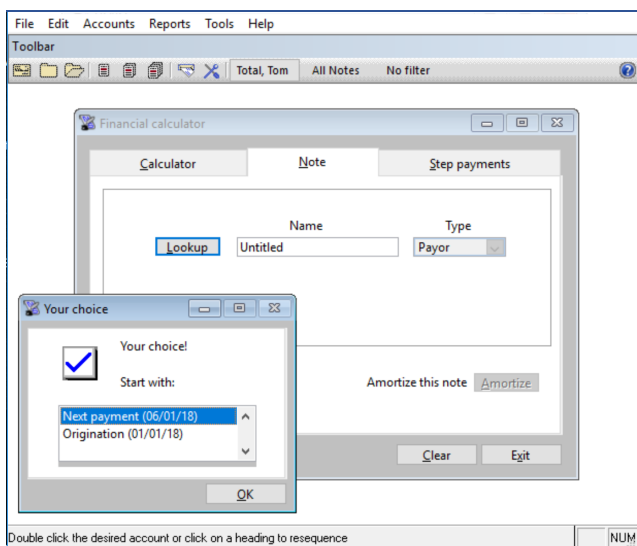 File Edit Accounts Reports Tools Help
Toolbar
Total, Tom All Notes No filter
Financial calculator
Calculator Note Step payments
Name Type
Lookup Untitled Payor
Your choice
Your choice!
Start with:
Next payment (06/01/18)
Origination (01/01/18)
OK
Amortize this note Amortize
Clear Exit
Double click the desired account or click on a heading to resequence NUM